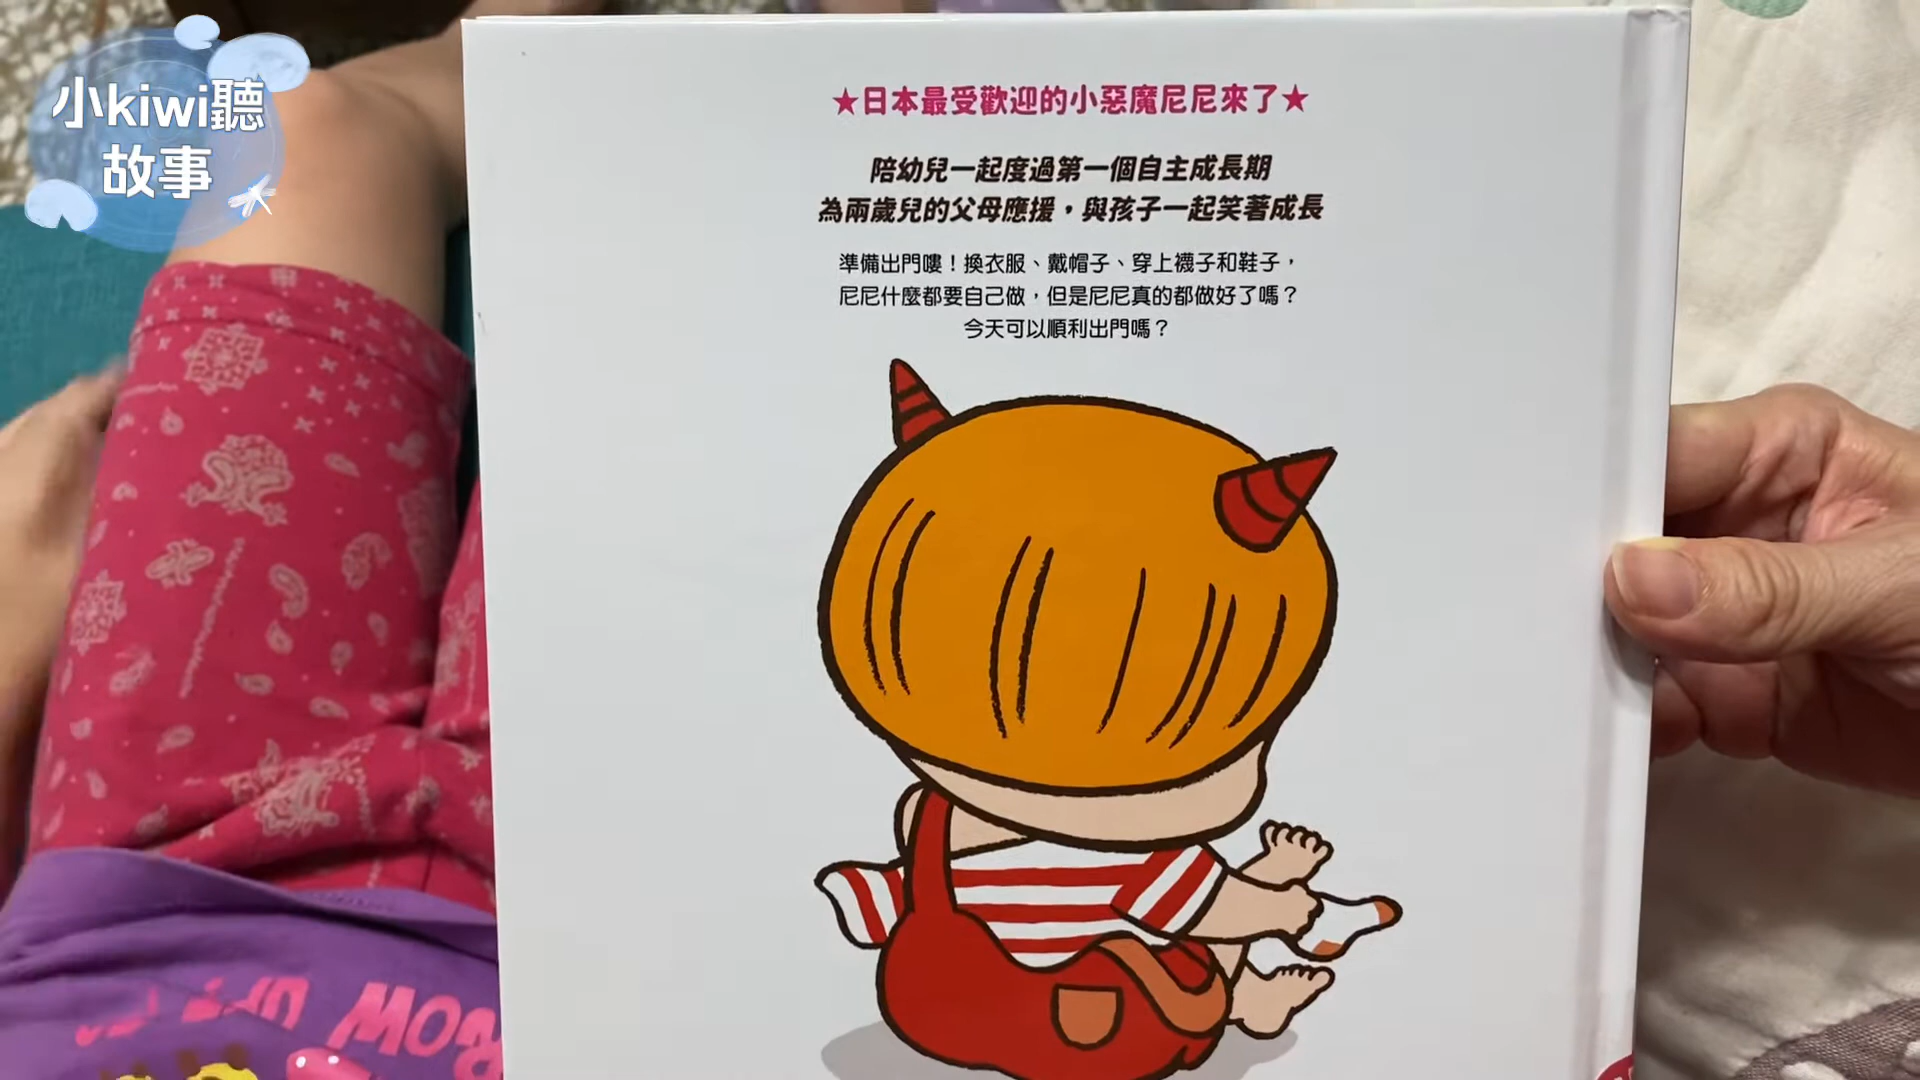 小kiwi聽
故事
★日本最受歡迎的小惡魔尼尼來了★
陪幼兒一起度過第一個自主成長期
為兩歲兒的父母應援，與孩子一起笑著成長
準備出門嘍！換衣服、戴帽子、穿上襪子和鞋子，
尼尼什麼都要自己做，但是尼尼真的都做好了嗎？
今天可以順利出門嗎？